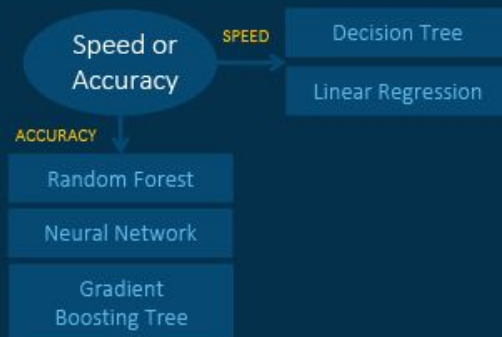 Speed or
Accuracy
SPEED
Decision Tree
Linear Regression
ACCURACY
Random Forest
Neural Network
Gradient
Boosting Tree